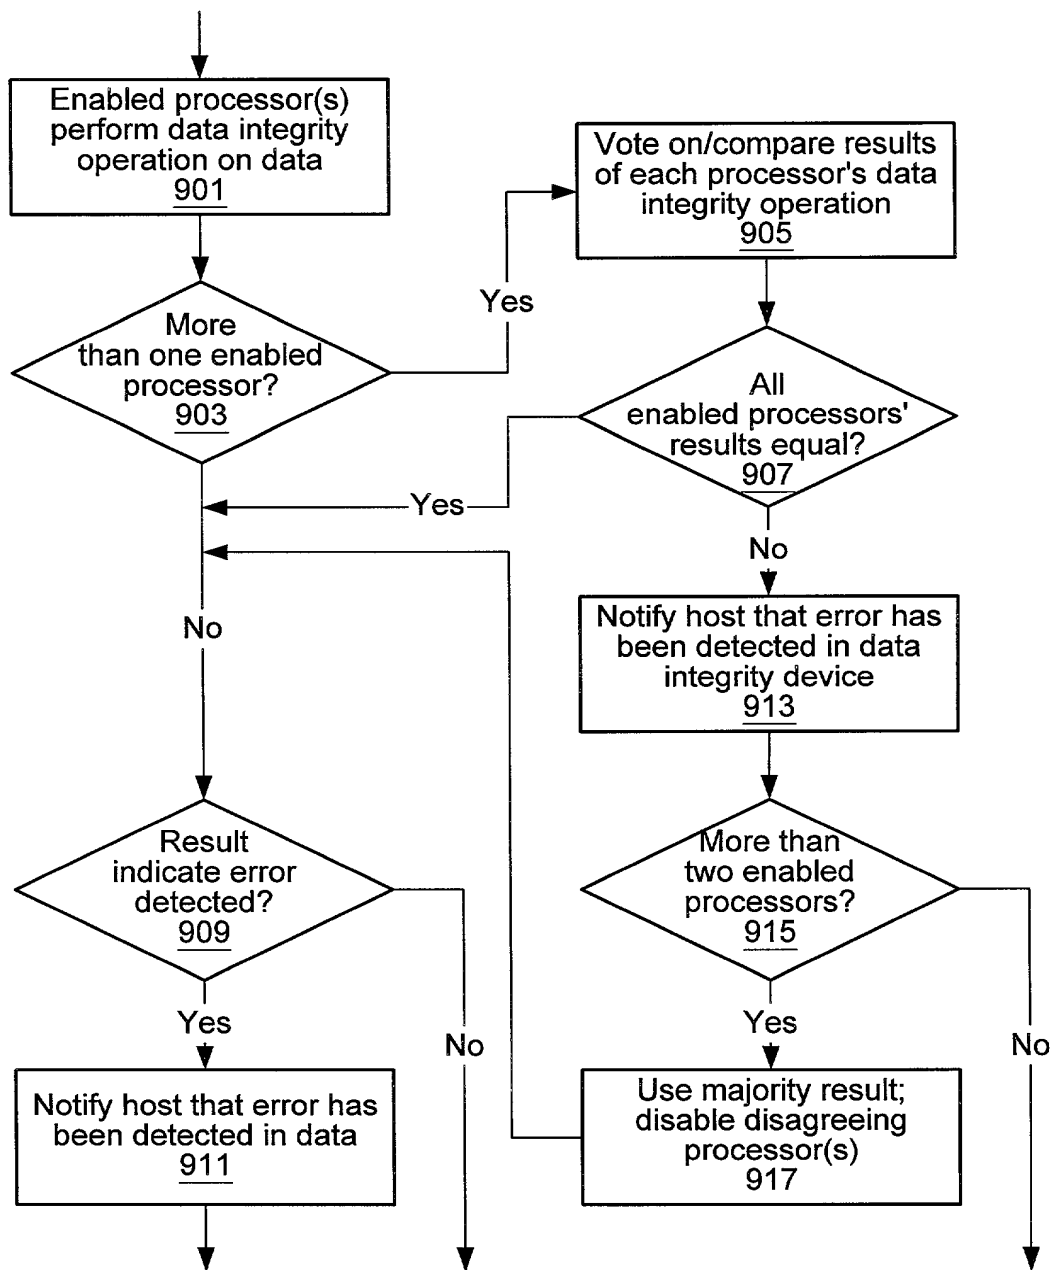 Enabled processor(s)
perform data integrity
operation on data
901
More
than one enabled
processor?
903
Yes
Vote on/compare results
of each processor's data
integrity operation
905
All
enabled processors'
results equal?
907
Yes
No
No
Notify host that error has
been detected in data
integrity device
913
Result
indicate error
detected?
909
More than
two enabled
processors?
915
Yes
No
Yes
No
Notify host that error has
been detected in data
911
Use majority result;
disable disagreeing
processor(s)
917